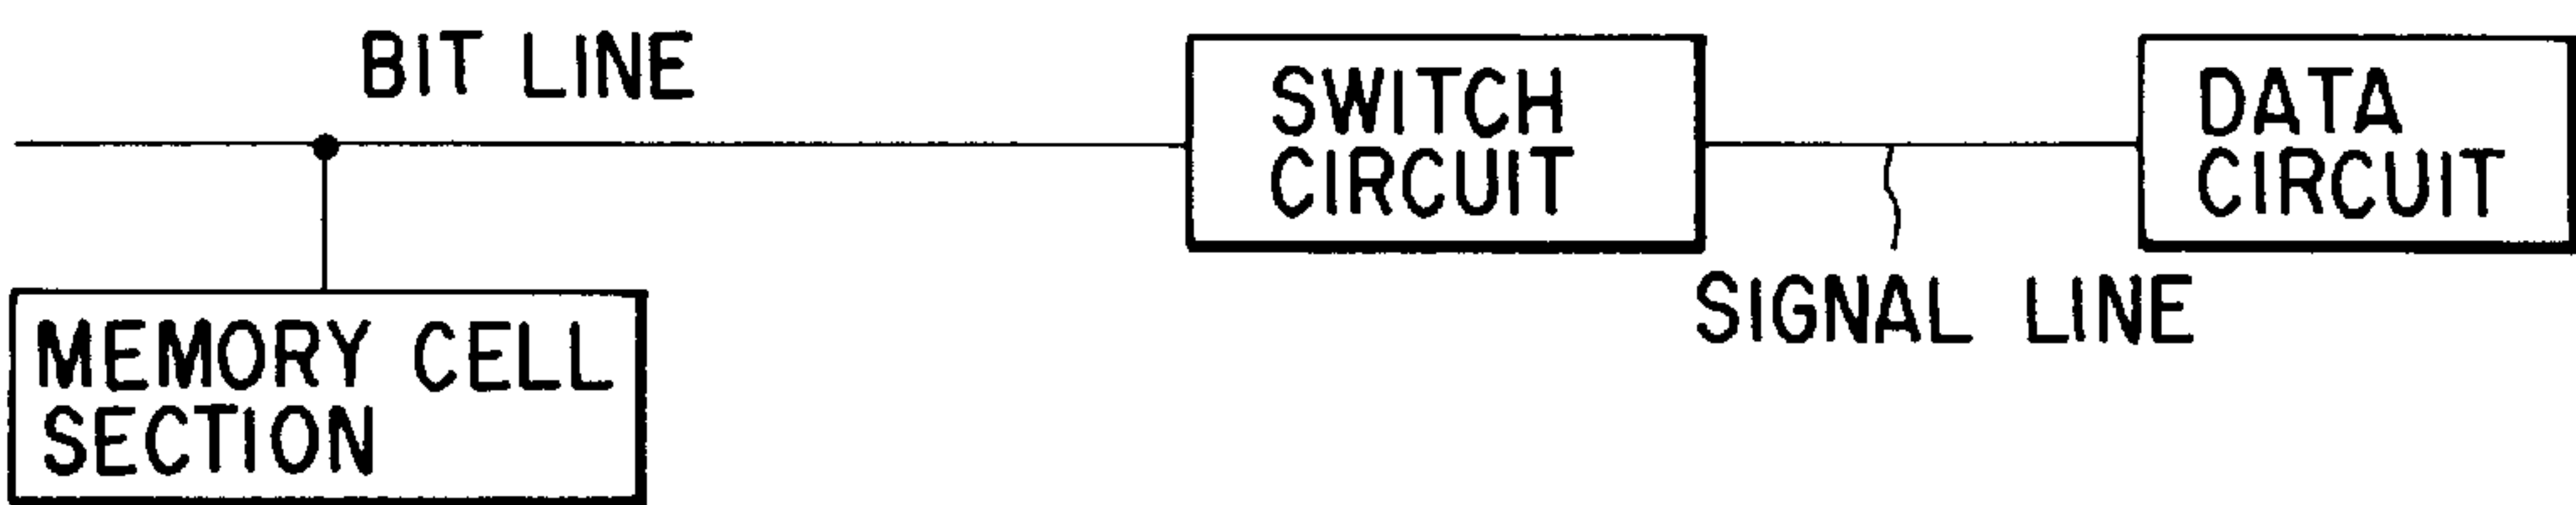 BIT LINE
SWITCH
CIRCUIT
DATA
CIRCUIT
SIGNAL LINE
MEMORY CELL
SECTION